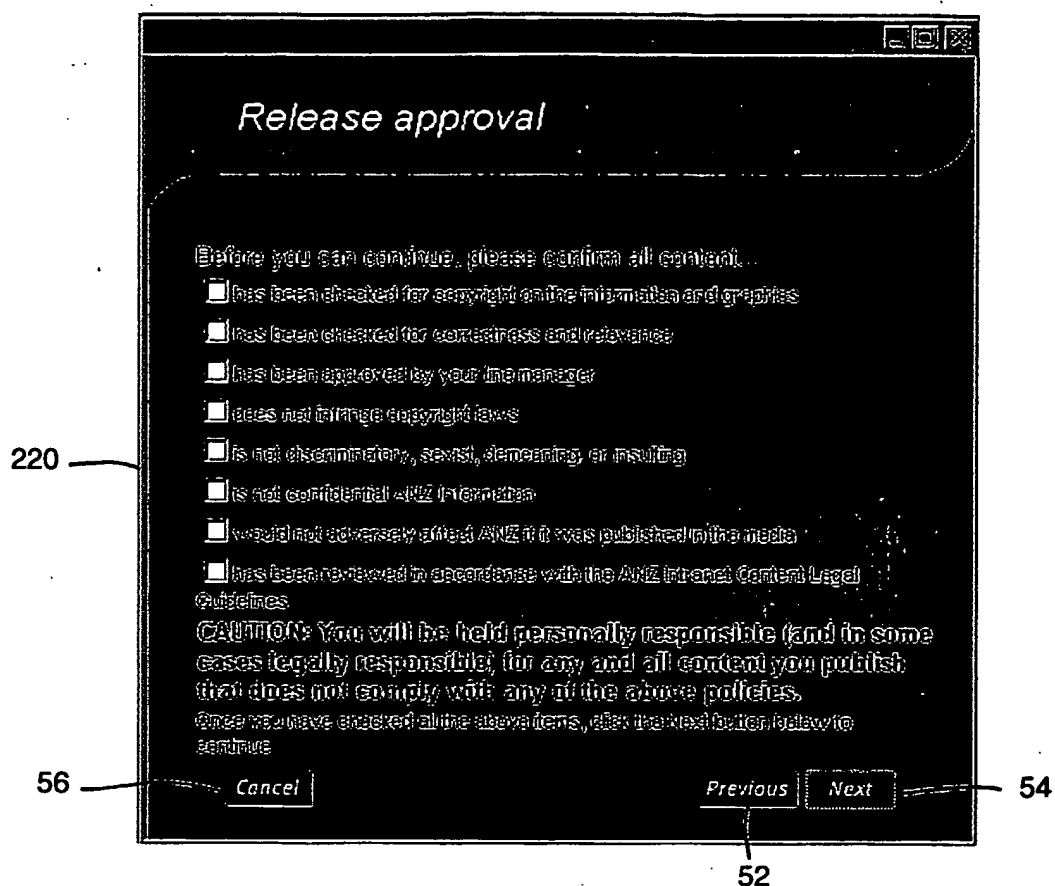 Release approval
Before you can continue, please confirm all content...
has been checked for copyright on the information and graphics
has been checked for correctness and relevance
has been approved by your line manager
does not infringe copyright laws
220
is not discriminatory, sexist, demeaning, or insulting
is not confidential ANZ information
would not adversely affect ANZ if it was published in the media
has been reviewed in accordance with the ANZ Intranet Content Legal
Guidelines.
CAUTION: You will be held personally responsible (and in some
cases legally responsible) for any and all content you publish
that does not comply with any of the above policies.
Once you have checked all the above items, click the Next button below to
continue
56
Cancel
Previous
Next
54
52